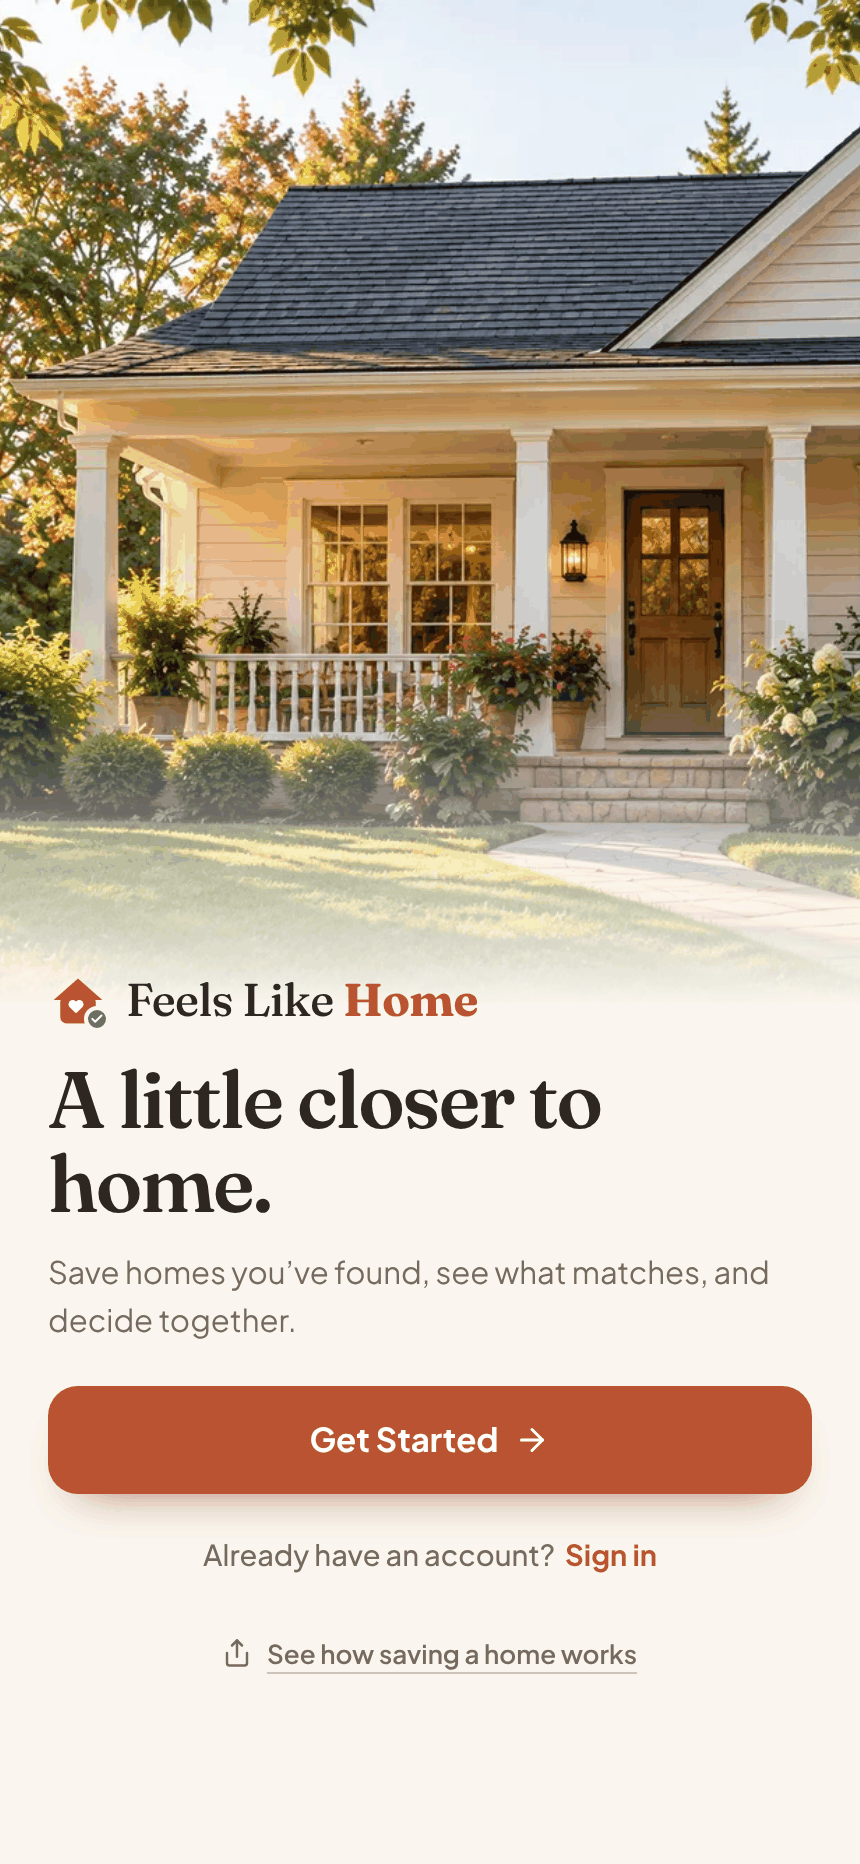 Feels Like Home
A little closer to
home.
Save homes you’ve found, see what matches, and
decide together.
Get Started
Already have an account? Sign in
See how saving a home works